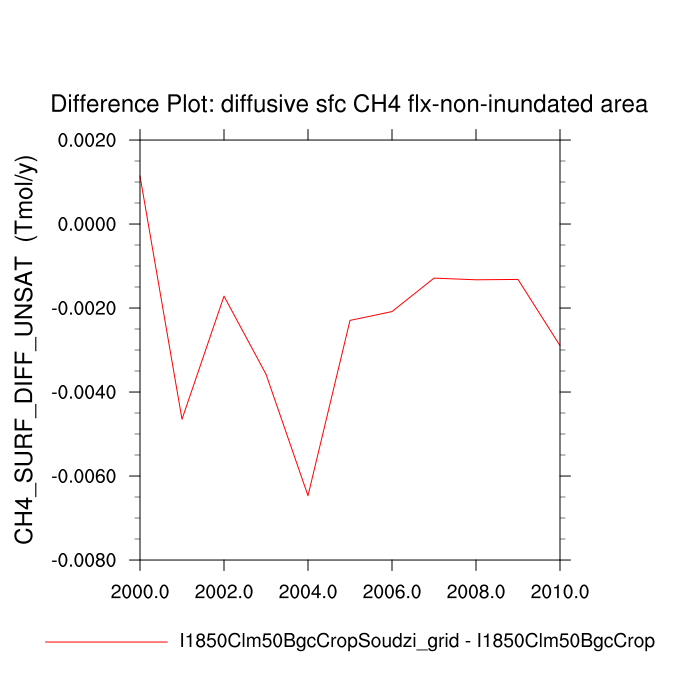 Difference Plot: diffusive sfc CH4 flx-non-inundated area
CH4_SURF_DIFF_UNSAT (Tmol/y)
0.0020
0.0000
-0.0020
-0.0040
-0.0060
-0.0080
2000.0 2002.0 2004.0 2006.0 2008.0 2010.0
I1850Clm50BgcCropSoudzi_grid - I1850Clm50BgcCrop